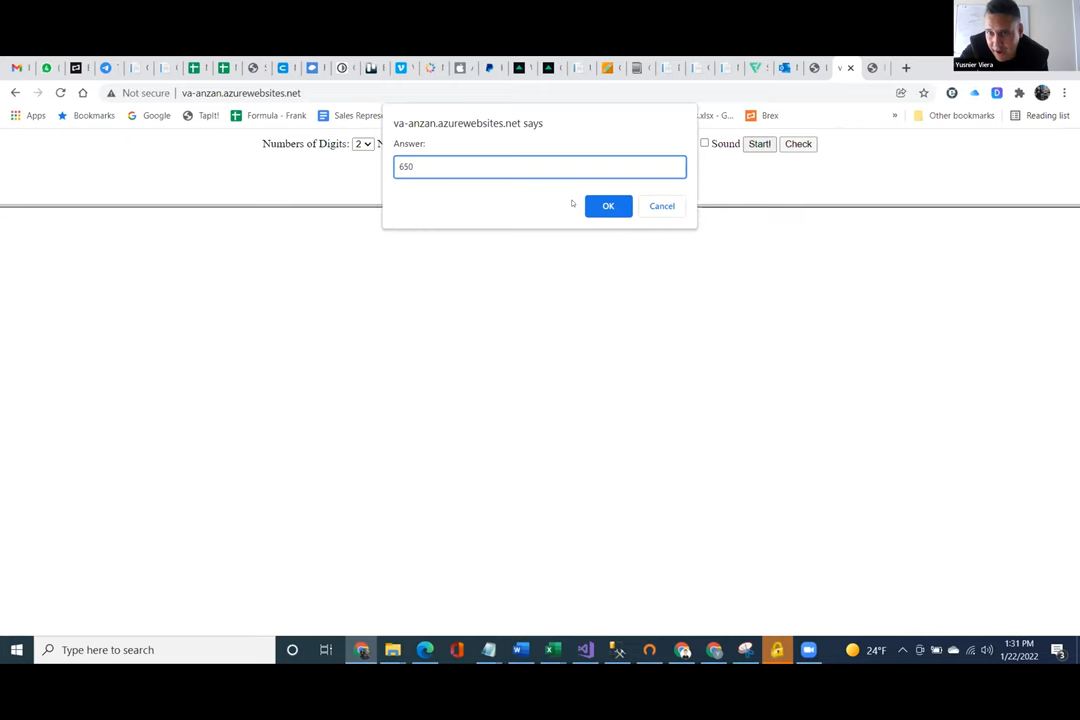 Yusnier Viera
Not secure
va-anzan.azurewebsites.net
Apps
Bookmarks
Google
TapIt!
Formula - Frank
Sales Represe
.xlsx - G...
Brex
»
Other bookmarks
Reading list
va-anzan.azurewebsites.net says
Answer:
650
OK
Cancel
Numbers of Digits:
2
N
Sound
Start!
Check
Type here to search
24°F
1:31 PM
1/22/2022
3